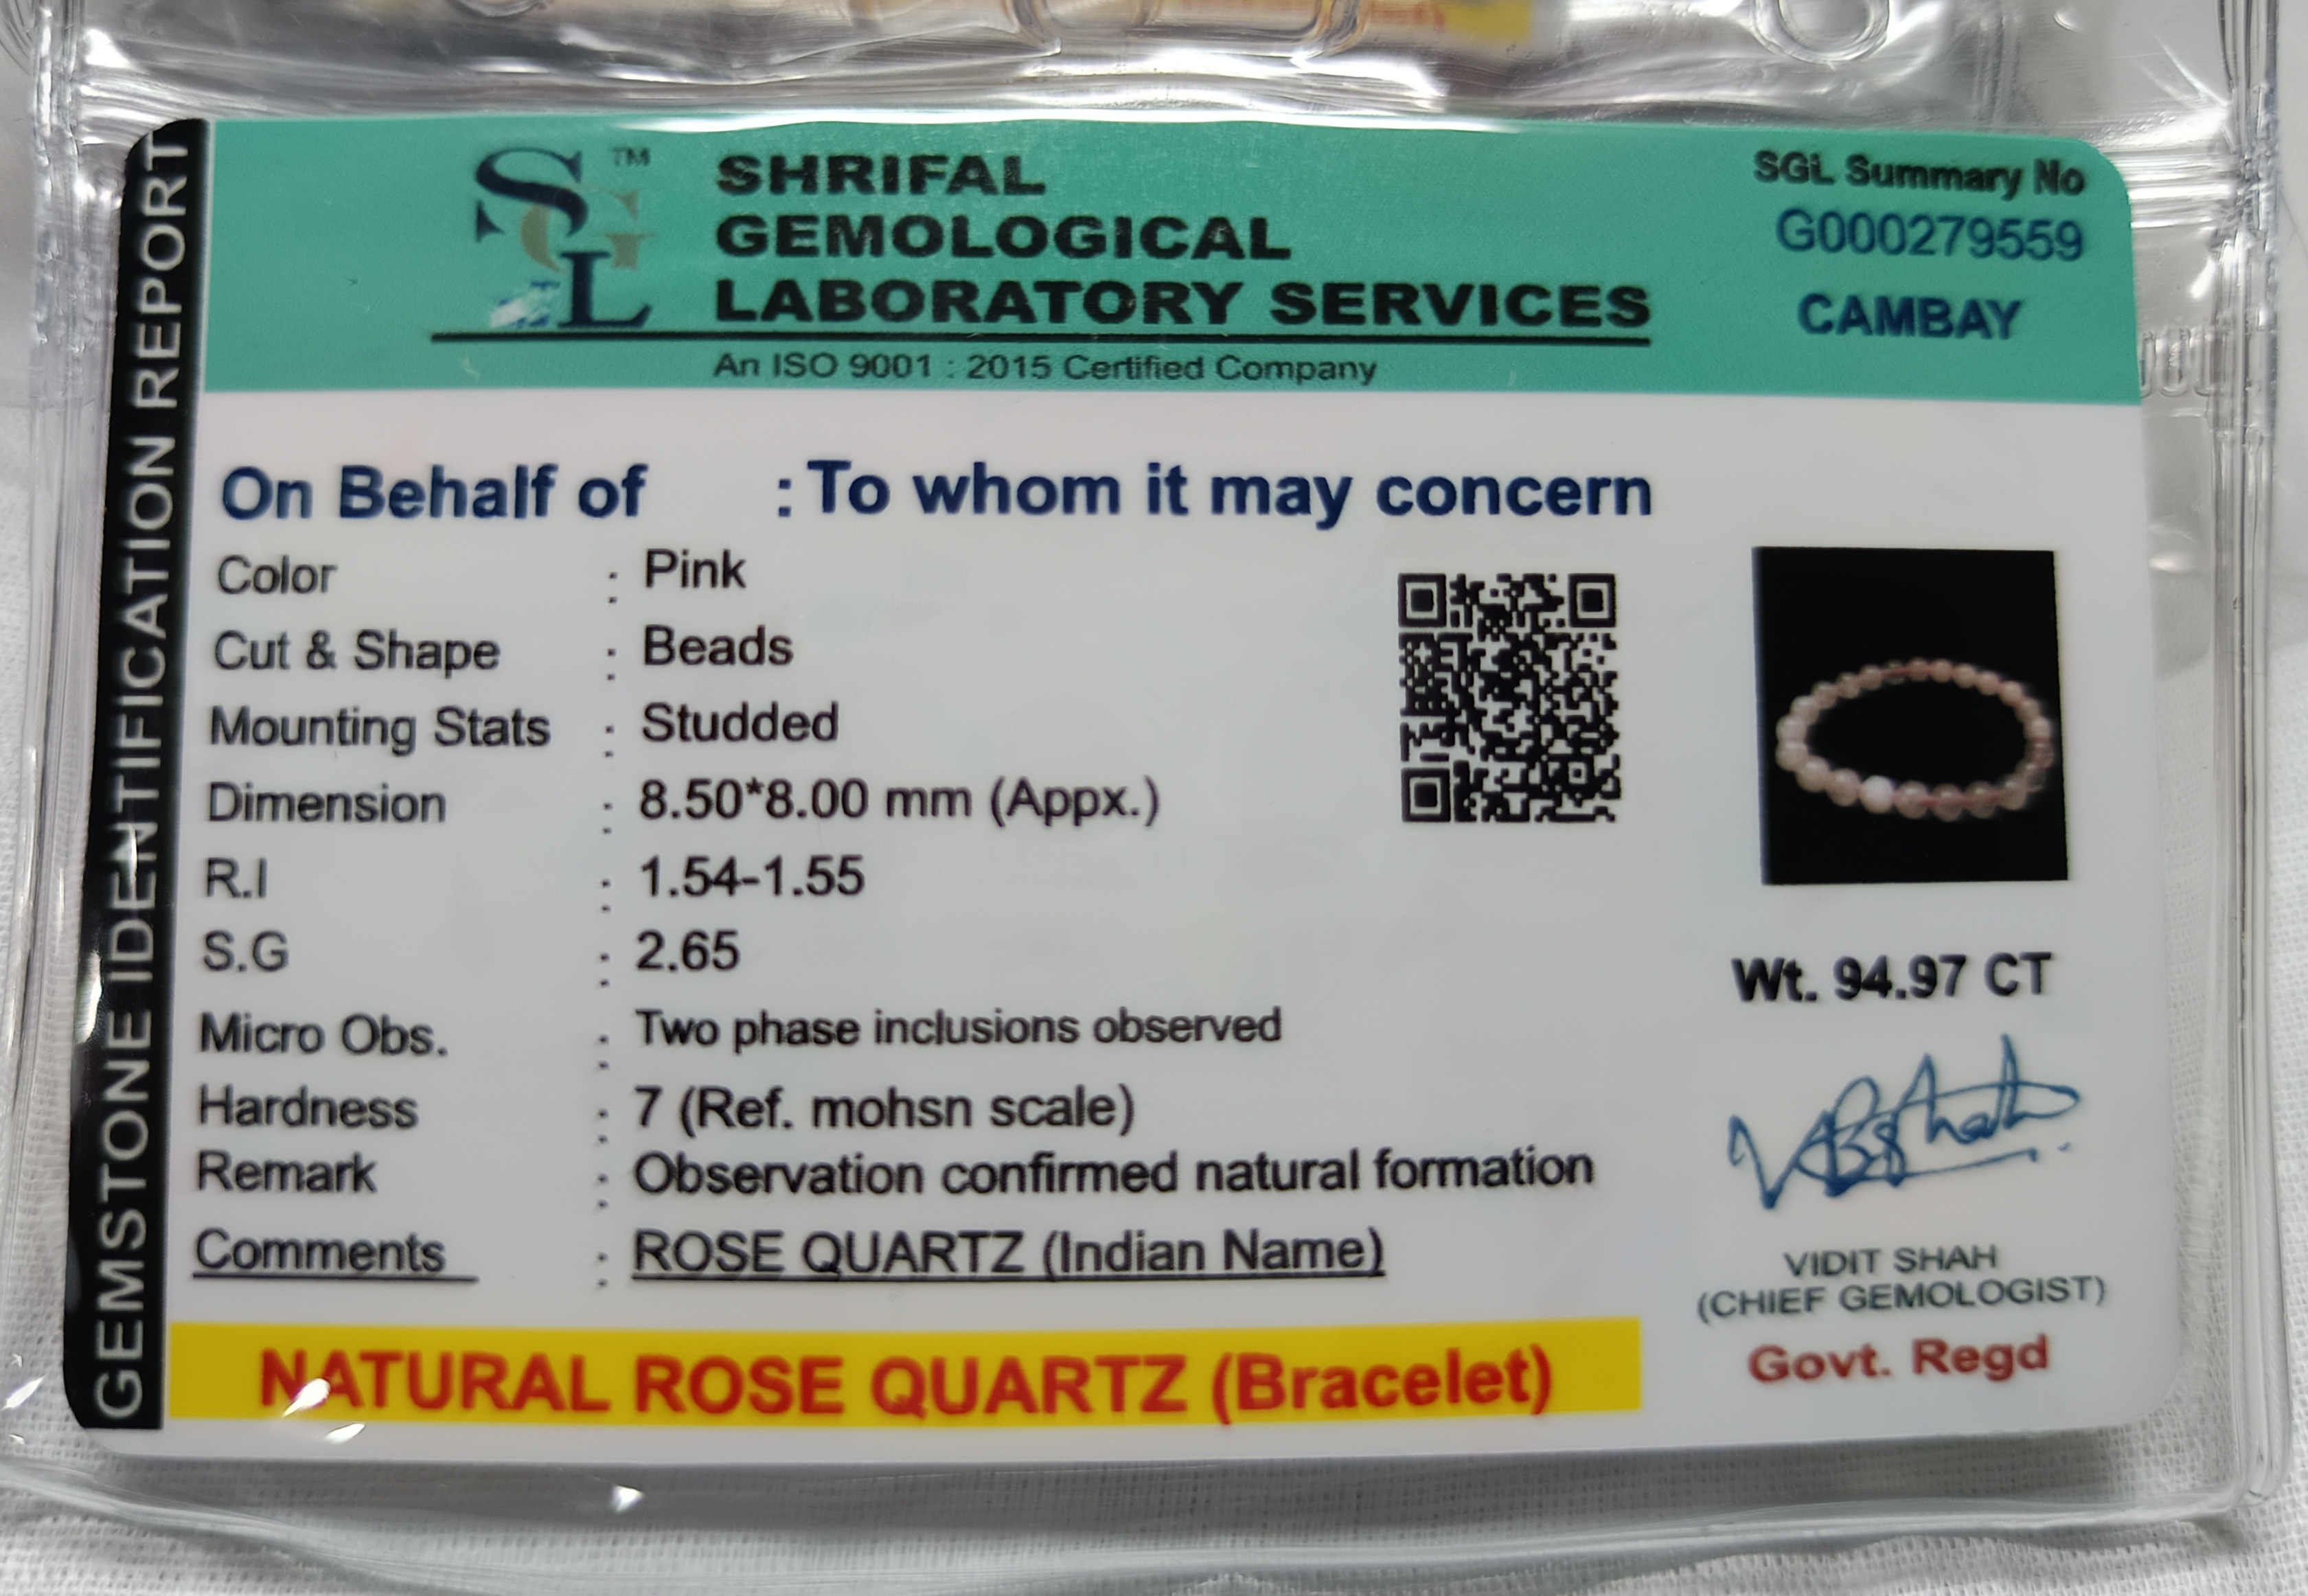 GEMSTONE IDENTIFICATION REPORT
SGL TM
SHRIFAL
GEMOLOGICAL
LABORATORY SERVICES
An ISO 9001 : 2015 Certified Company
SGL Summary No
G000279559
CAMBAY
On Behalf of : To whom it may concern
Color : Pink
Cut & Shape : Beads
Mounting Stats : Studded
Dimension : 8.50*8.00 mm (Appx.)
R.I : 1.54-1.55
S.G : 2.65
Micro Obs. : Two phase inclusions observed
Hardness : 7 (Ref. mohsn scale)
Remark : Observation confirmed natural formation
Comments : ROSE QUARTZ (Indian Name)
NATURAL ROSE QUARTZ (Bracelet)
Wt. 94.97 CT
VIDIT SHAH
(CHIEF GEMOLOGIST)
Govt. Regd